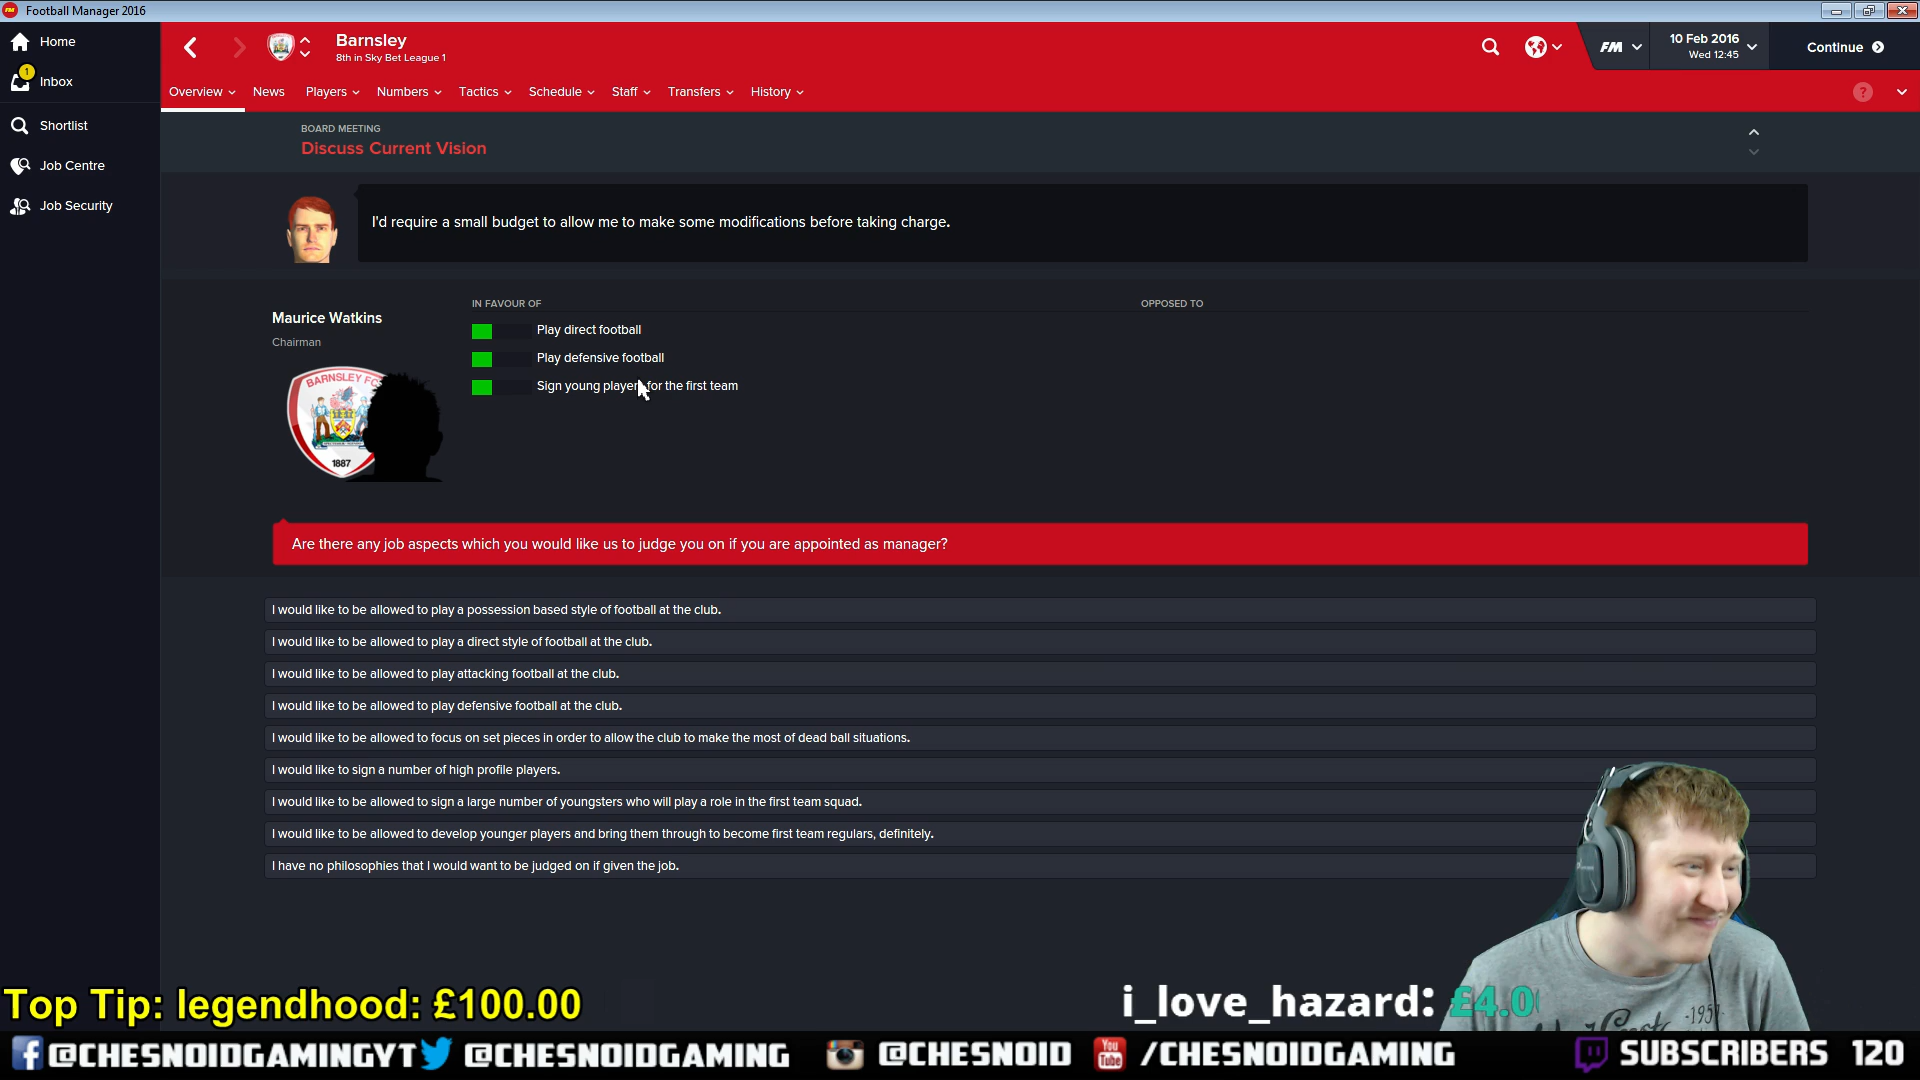 Football Manager 2016
Home
1
Inbox
Shortlist
Job Centre
Job Security
Barnsley
8th in Sky Bet League 1
FM
10 Feb 2016
Wed 12:45
Continue
Overview
News
Players
Numbers
Tactics
Schedule
Staff
Transfers
History
?
BOARD MEETING
Discuss Current Vision
I'd require a small budget to allow me to make some modifications before taking charge.
Maurice Watkins
Chairman
BARNSLEY FC
1887
IN FAVOUR OF
Play direct football
Play defensive football
Sign young players for the first team
OPPOSED TO
Are there any job aspects which you would like us to judge you on if you are appointed as manager?
I would like to be allowed to play a possession based style of football at the club.
I would like to be allowed to play a direct style of football at the club.
I would like to be allowed to play attacking football at the club.
I would like to be allowed to play defensive football at the club.
I would like to be allowed to focus on set pieces in order to allow the club to make the most of dead ball situations.
I would like to sign a number of high profile players.
I would like to be allowed to sign a large number of youngsters who will play a role in the first team squad.
I would like to be allowed to develop younger players and bring them through to become first team regulars, definitely.
I have no philosophies that I would want to be judged on if given the job.
Top Tip: legendhood: £100.00
i_love_hazard: £4.0
-1957-
@CHESNOIDGAMINGYT
@CHESNOIDGAMING
@CHESNOID
You Tube
/CHESNOIDGAMING
SUBSCRIBERS 120